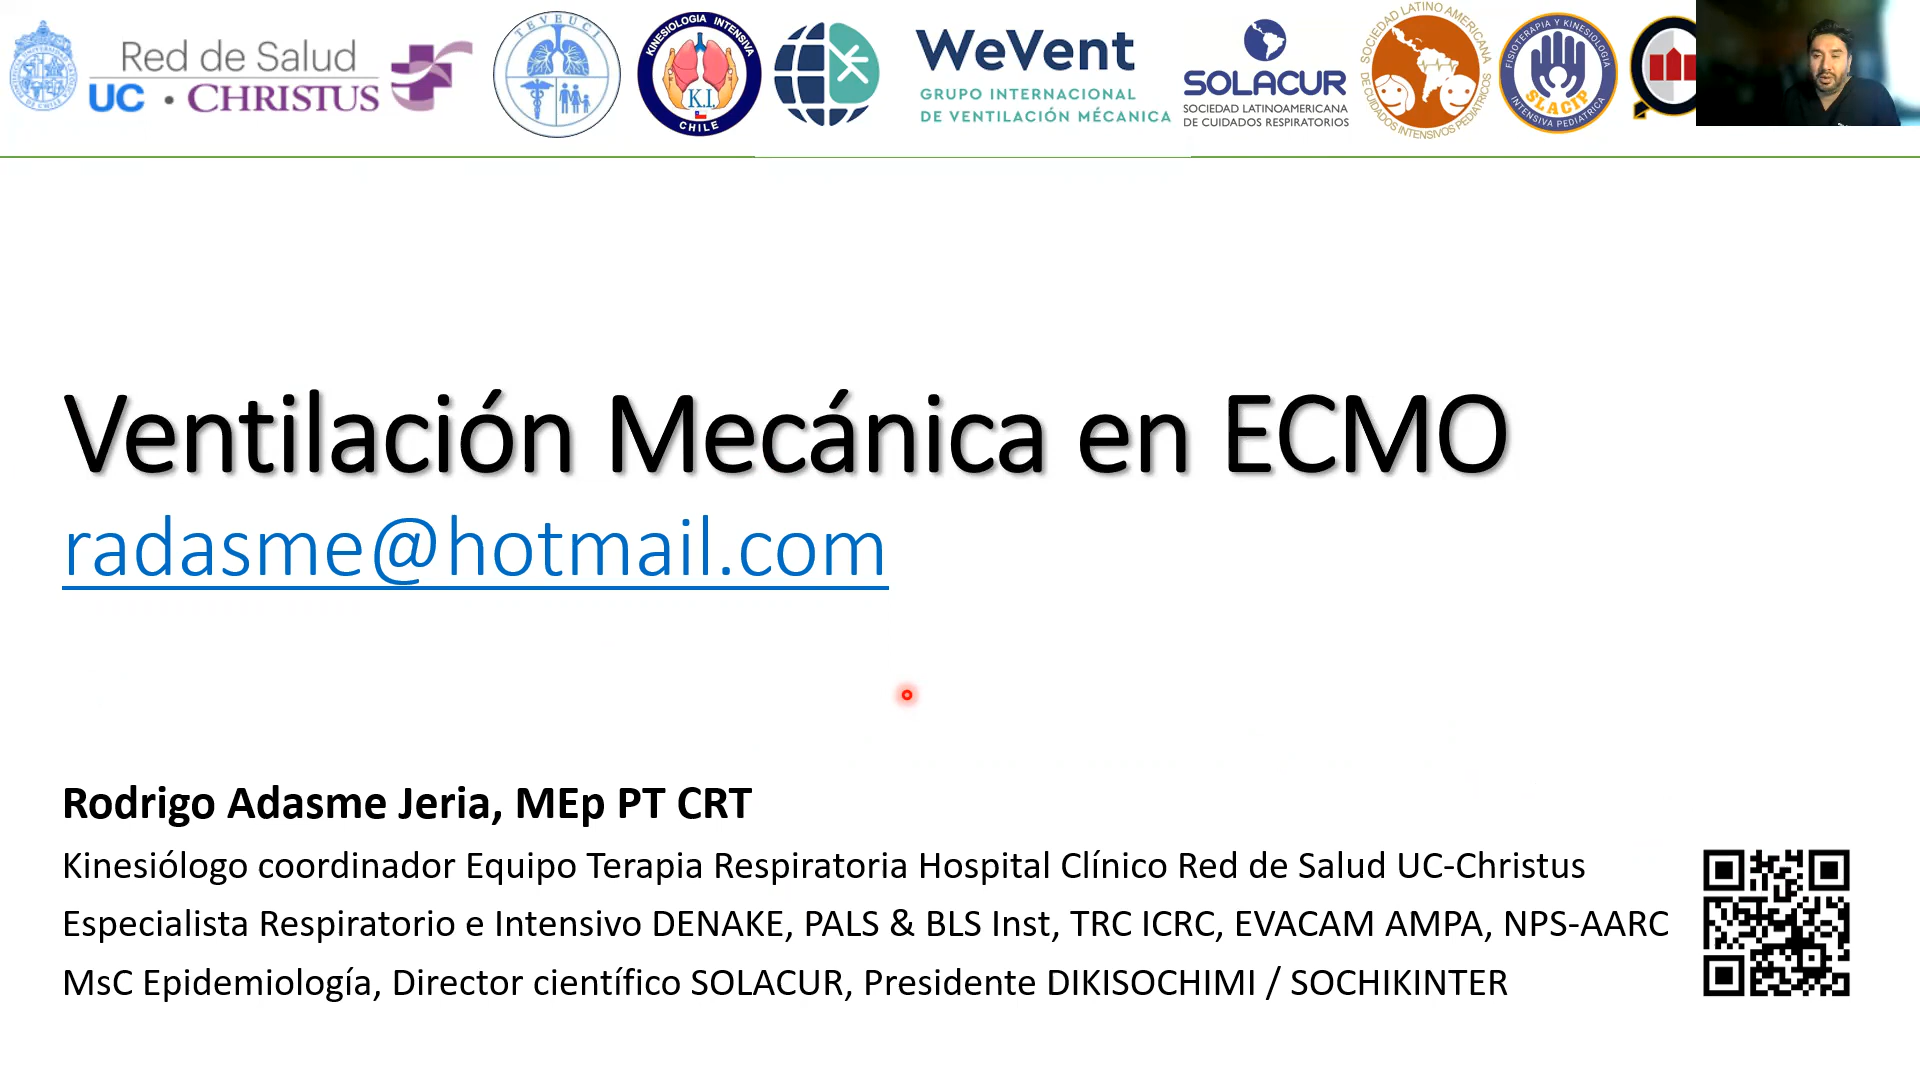 Red de Salud
UC • CHRISTUS
TEVEUCI
KINESIOLOGIA INTENSIVA
K.I.
CHILE
WeVent
GRUPO INTERNACIONAL
DE VENTILACIÓN MÉCANICA
SOLACUR
SOCIEDAD LATINOAMERICANA
DE CUIDADOS RESPIRATORIOS
SOCIEDAD LATINO AMERICANA
DE CUIDADOS INTENSIVOS PEDIATRICOS
FISIOTERAPIA Y KINESIOLOGIA
SLACIP
INTENSIVA PEDIATRICA
Ventilación Mecánica en ECMO
radasme@hotmail.com
Rodrigo Adasme Jeria, MEp PT CRT
Kinesiólogo coordinador Equipo Terapia Respiratoria Hospital Clínico Red de Salud UC-Christus
Especialista Respiratorio e Intensivo DENAKE, PALS & BLS Inst, TRC ICRC, EVACAM AMPA, NPS-AARC
MsC Epidemiología, Director científico SOLACUR, Presidente DIKISOCHIMI / SOCHIKINTER